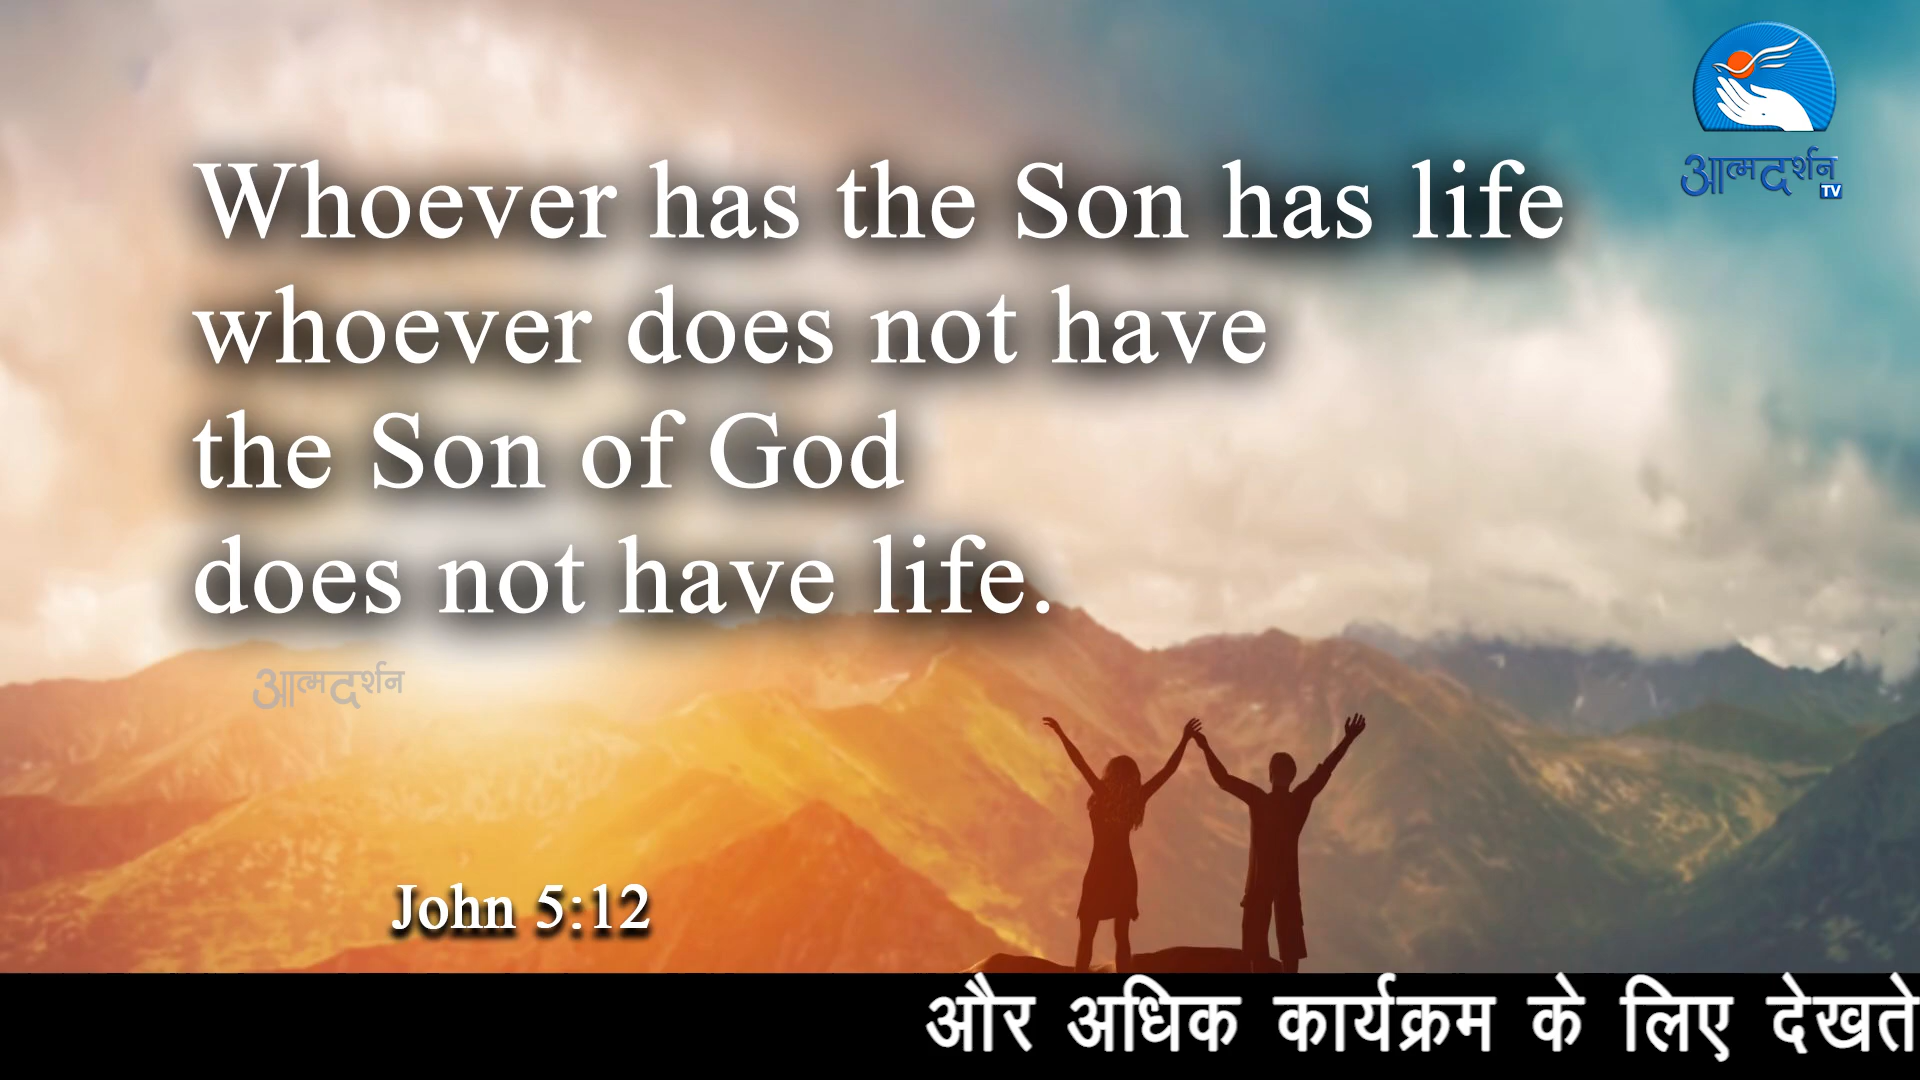 आत्मदर्शन
TV
Whoever has the Son has life
whoever does not have
the Son of God
does not have life.
आत्मदर्शन
John 5:12
और अधिक कार्यक्रम के लिए देखते